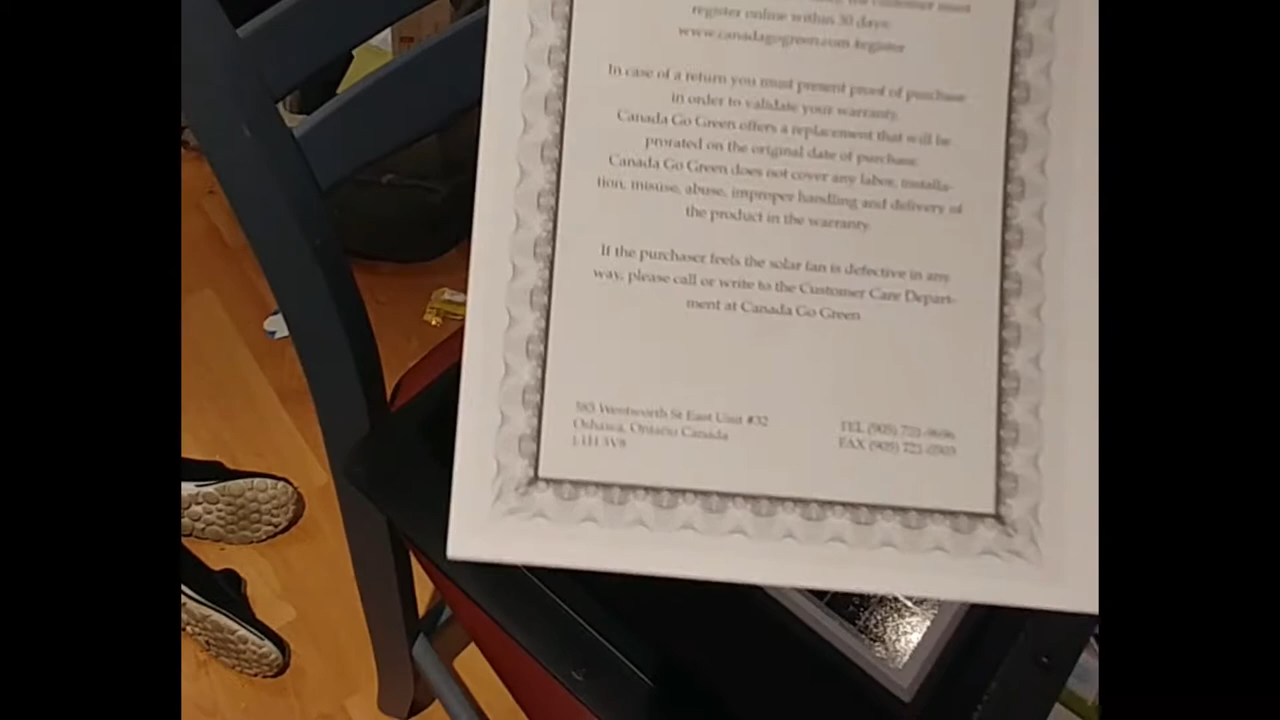 customer must
register online within 30 days
www.canadagogreen.com/register
In case of a return you must present proof of purchase
in order to validate your warranty.
Canada Go Green offers a replacement that will be
prorated on the original date of purchase.
Canada Go Green does not cover any labor, installa-
tion, misuse, abuse, improper handling and delivery of
the product in the warranty.
If the purchaser feels the solar fan is defective in any
way, please call or write to the Customer Care Depart-
ment at Canada Go Green
Wentworth St East Unit #32
Oshawa, Ontario Canada
TEL (905)
FAX (905)